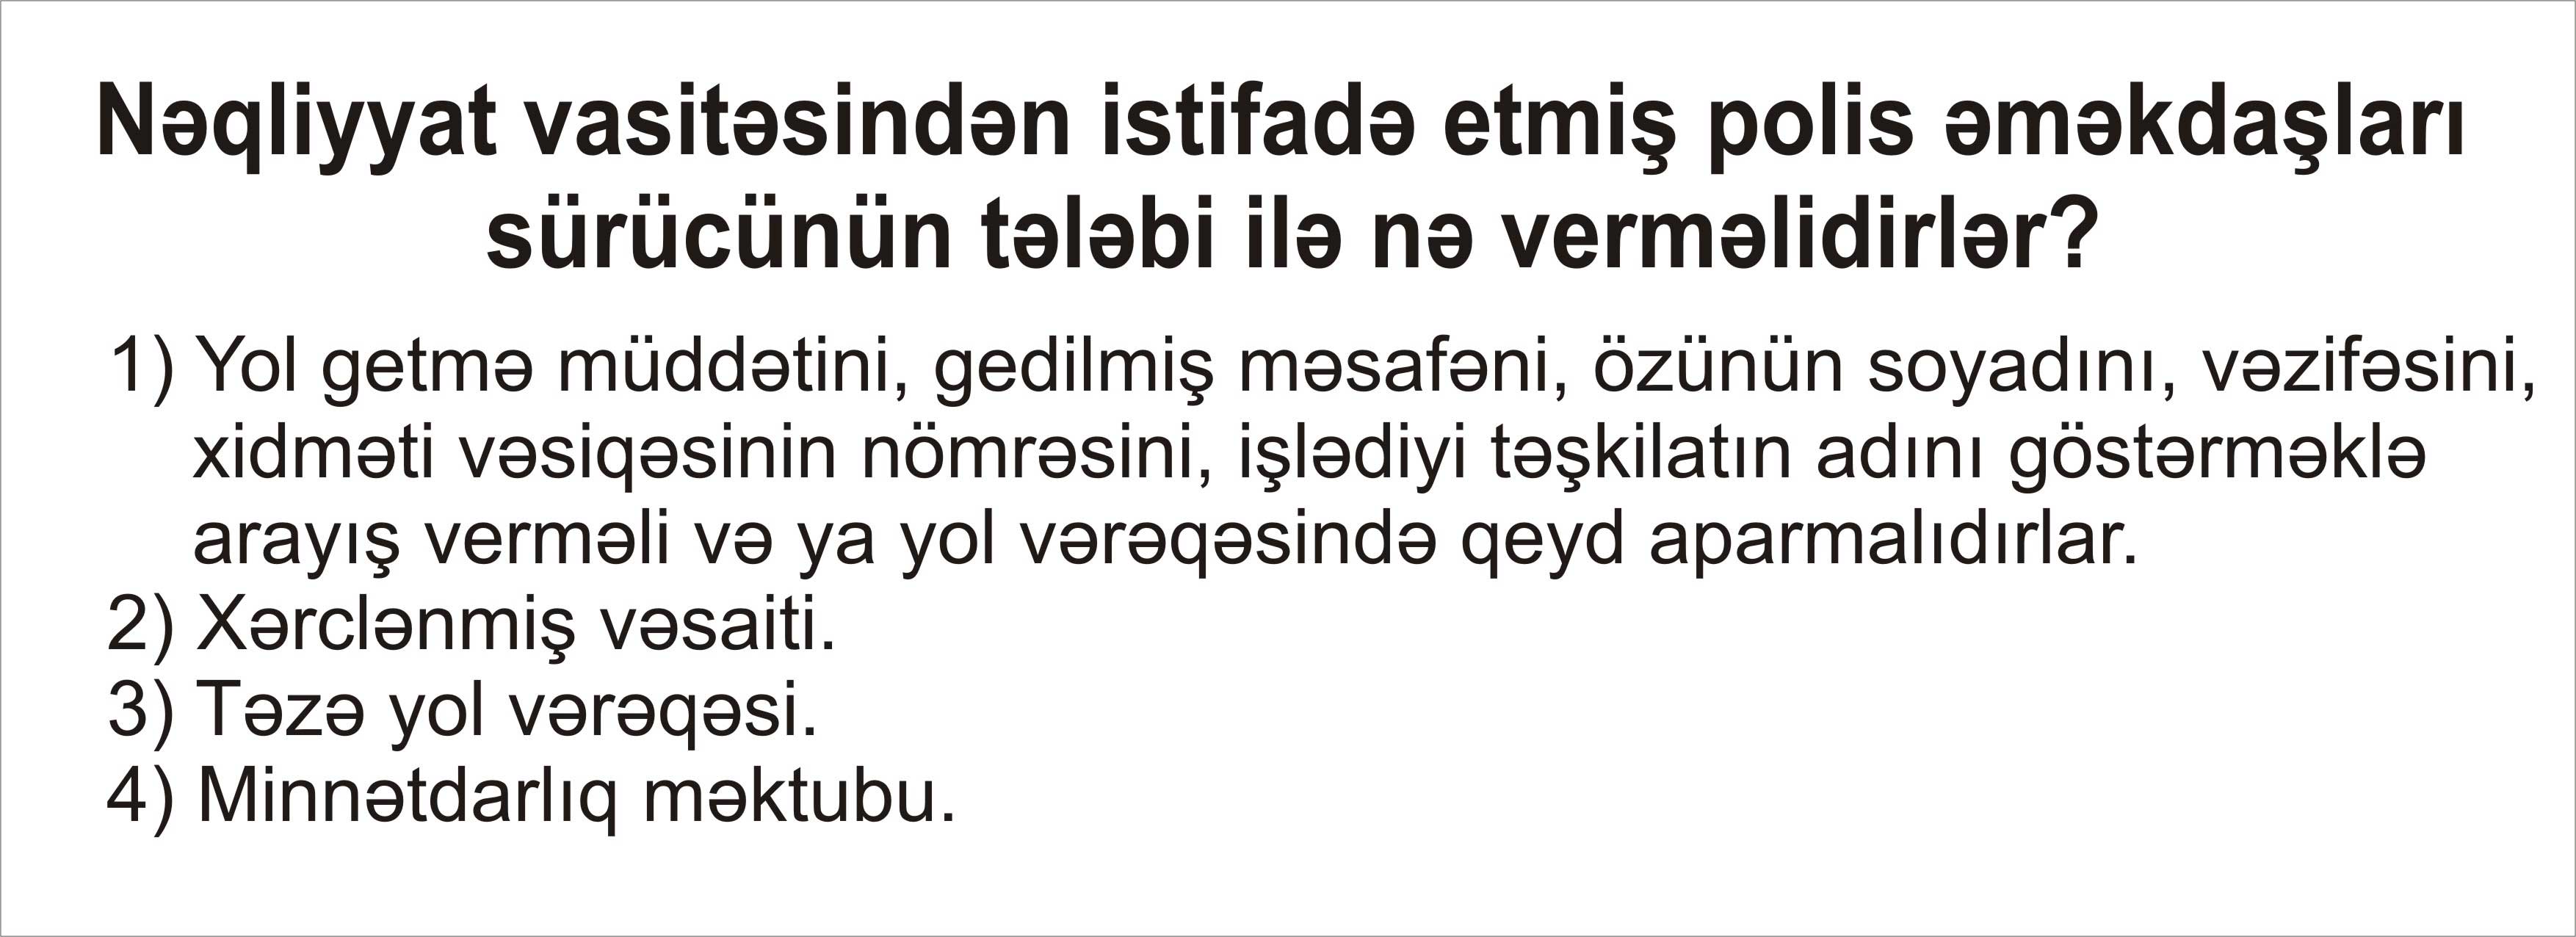 Nəqliyyat vasitəsindən istifadə etmiş polis əməkdaşları
sürücünün tələbi ilə nə verməlidirlər?
1) Yol getmə müddətini, gedilmiş məsafəni, özünün soyadını, vəzifəsini,
xidməti vəsiqəsinin nömrəsini, işlədiyi təşkilatın adını göstərməklə
arayış verməli və ya yol vərəqəsində qeyd aparmalıdırlar.
2) Xərclənmiş vəsaiti.
3) Təzə yol vərəqəsi.
4) Minnətdarlıq məktubu.